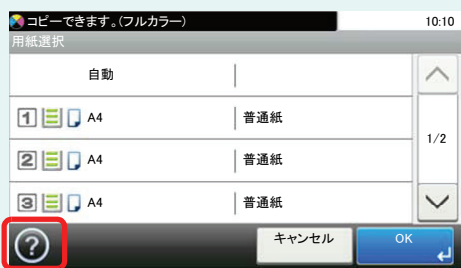 コピーできます。(フルカラー) 10:10
用紙選択
自動
1 A4 普通紙
2 A4 普通紙
1/2
3 A4 普通紙
? キャンセル OK